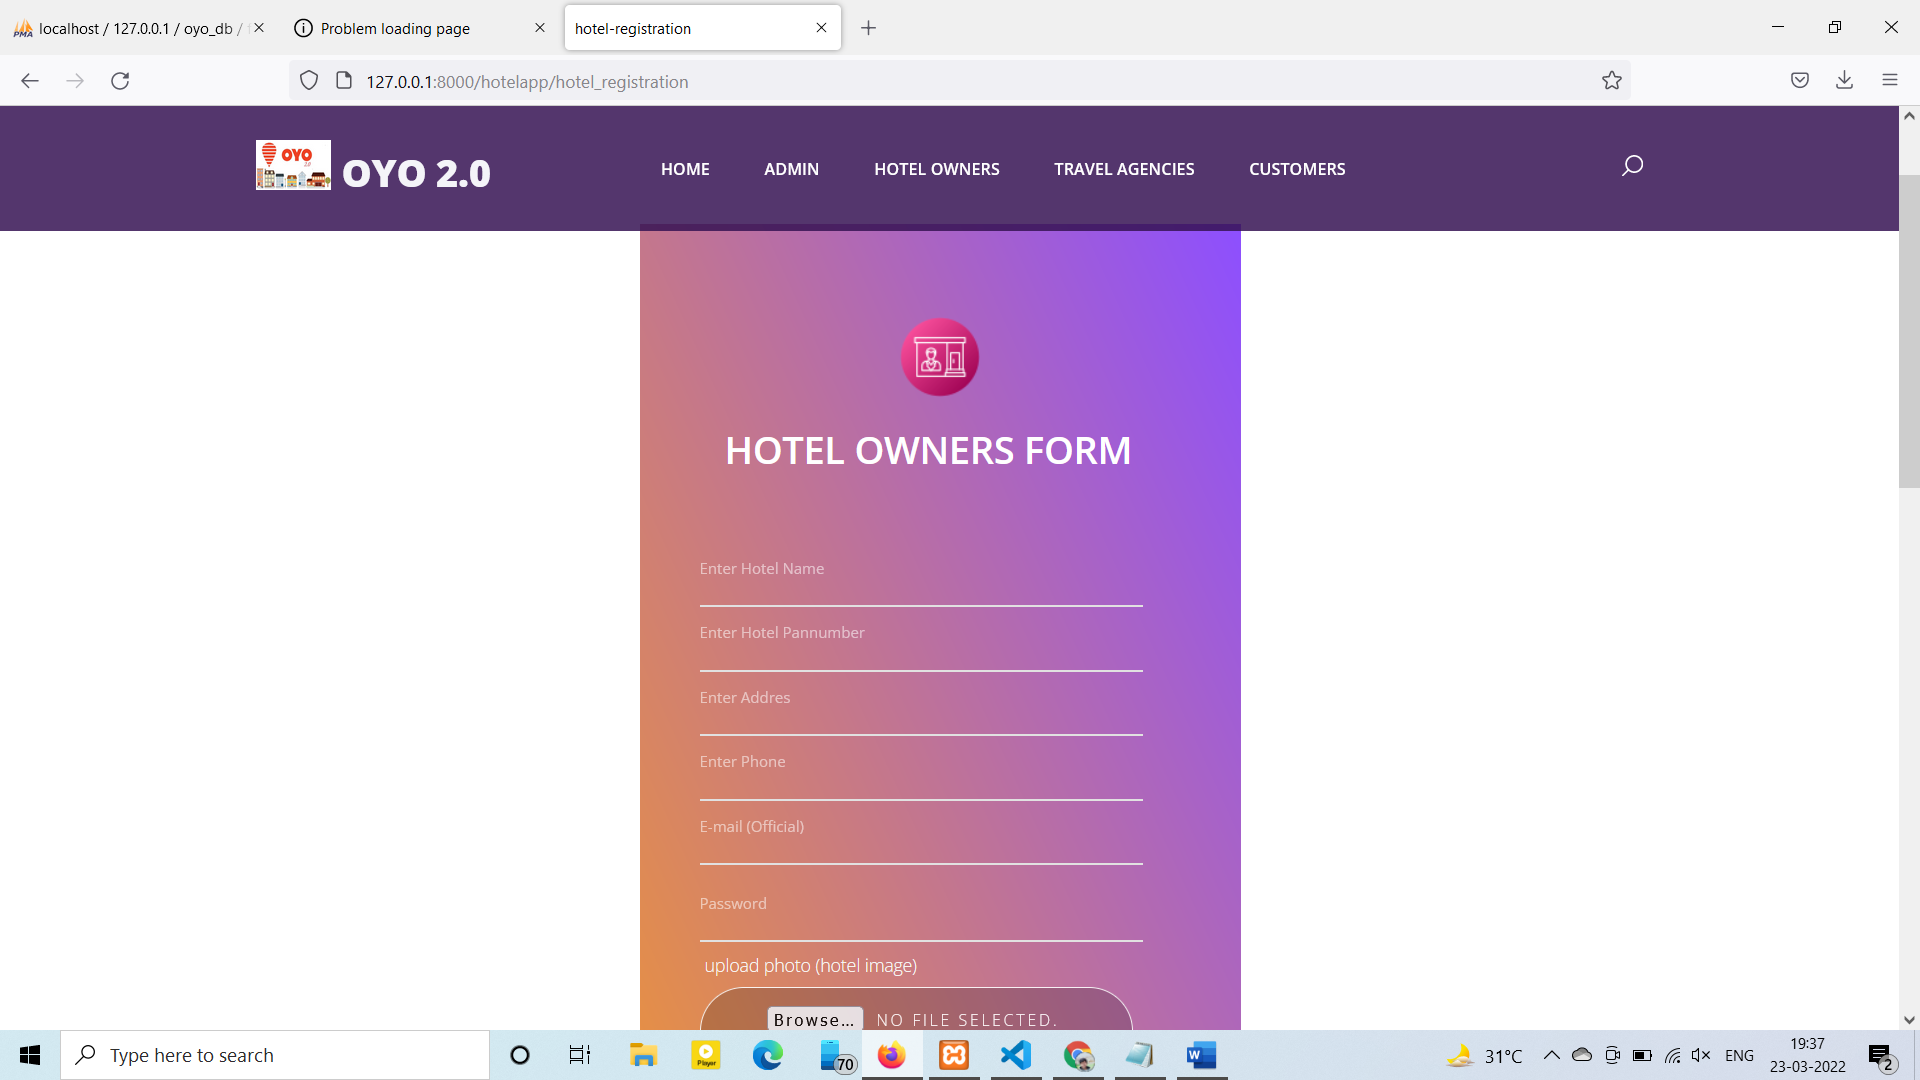 localhost / 127.0.0.1 / oyo_db /
Problem loading page
hotel-registration
127.0.0.1:8000/hotelapp/hotel_registration
OYO
2.0
OYO 2.0
HOME
ADMIN
HOTEL OWNERS
TRAVEL AGENCIES
CUSTOMERS
HOTEL OWNERS FORM
Enter Hotel Name
Enter Hotel Pannumber
Enter Addres
Enter Phone
E-mail (Official)
Password
upload photo (hotel image)
Browse... NO FILE SELECTED.
Type here to search
Player
70
31°C
ENG
19:37
23-03-2022
2